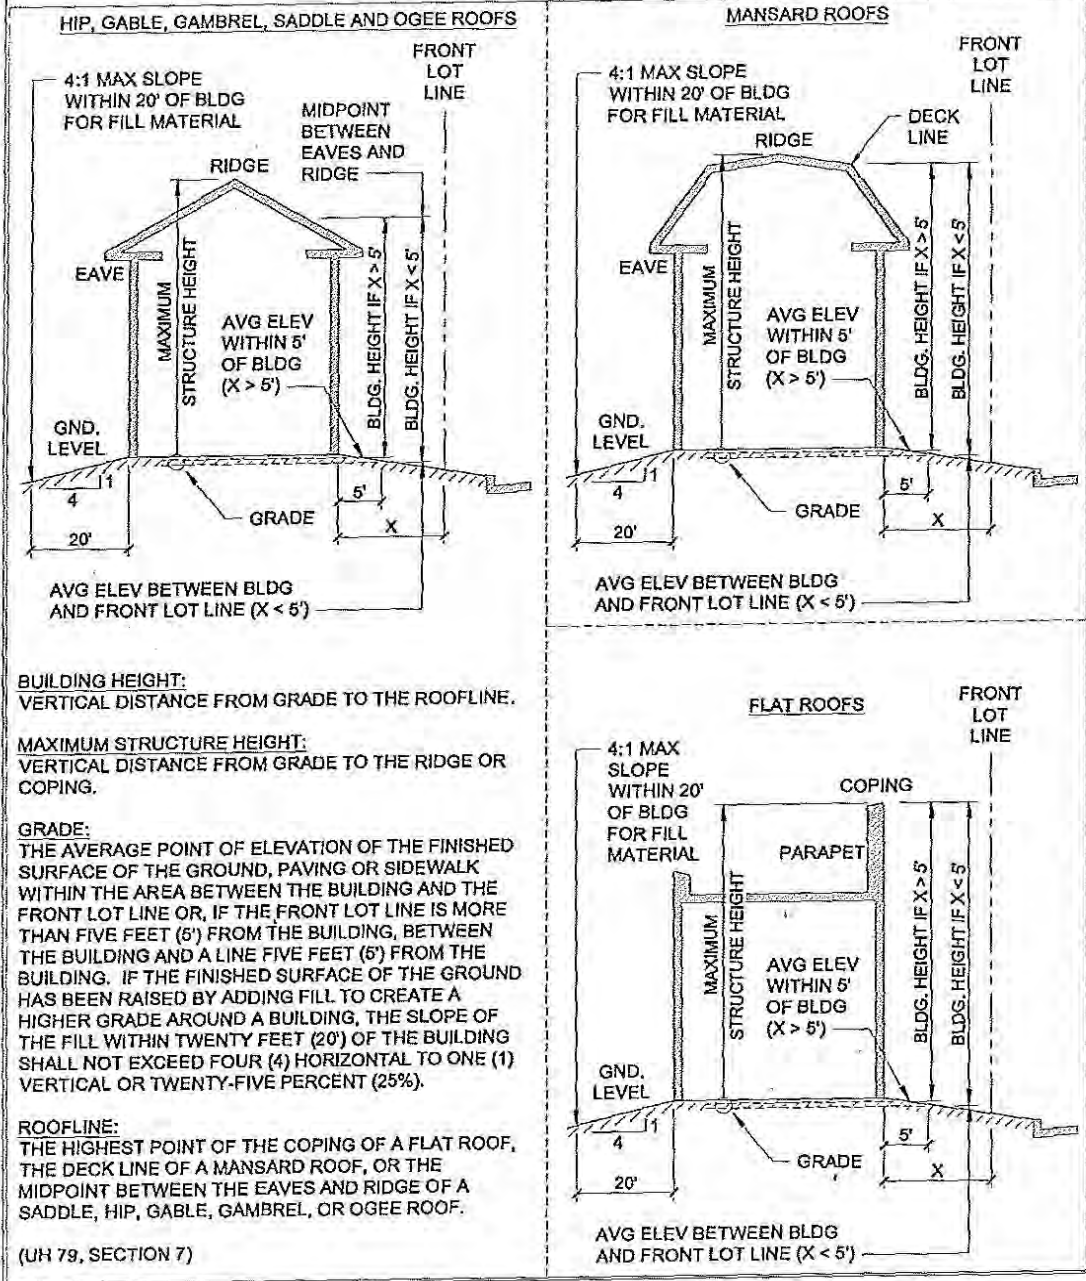 HIP, GABLE, GAMBREL, SADDLE AND OGEE ROOFS
4:1 MAX SLOPE
WITHIN 20' OF BLDG
FOR FILL MATERIAL
FRONT
LOT
LINE
MIDPOINT
BETWEEN
EAVES AND
RIDGE
RIDGE
EAVE
MAXIMUM
STRUCTURE HEIGHT
AVG ELEV
WITHIN 5'
OF BLDG
(X > 5')
BLDG. HEIGHT IF X > 5'
BLDG. HEIGHT IF X < 5'
GND.
LEVEL
1
4
GRADE
5'
X
20'
AVG ELEV BETWEEN BLDG
AND FRONT LOT LINE (X < 5')
MANSARD ROOFS
4:1 MAX SLOPE
WITHIN 20' OF BLDG
FOR FILL MATERIAL
FRONT
LOT
LINE
DECK
LINE
RIDGE
EAVE
MAXIMUM
STRUCTURE HEIGHT
AVG ELEV
WITHIN 5'
OF BLDG
(X > 5')
BLDG. HEIGHT IF X > 5'
BLDG. HEIGHT IF X < 5'
GND.
LEVEL
1
4
GRADE
5'
X
20'
AVG ELEV BETWEEN BLDG
AND FRONT LOT LINE (X < 5')
BUILDING HEIGHT:
VERTICAL DISTANCE FROM GRADE TO THE ROOFLINE.
MAXIMUM STRUCTURE HEIGHT:
VERTICAL DISTANCE FROM GRADE TO THE RIDGE OR
COPING.
GRADE:
THE AVERAGE POINT OF ELEVATION OF THE FINISHED
SURFACE OF THE GROUND, PAVING OR SIDEWALK
WITHIN THE AREA BETWEEN THE BUILDING AND THE
FRONT LOT LINE OR, IF THE FRONT LOT LINE IS MORE
THAN FIVE FEET (5') FROM THE BUILDING, BETWEEN
THE BUILDING AND A LINE FIVE FEET (5') FROM THE
BUILDING. IF THE FINISHED SURFACE OF THE GROUND
HAS BEEN RAISED BY ADDING FILL TO CREATE A
HIGHER GRADE AROUND A BUILDING, THE SLOPE OF
THE FILL WITHIN TWENTY FEET (20') OF THE BUILDING
SHALL NOT EXCEED FOUR (4) HORIZONTAL TO ONE (1)
VERTICAL OR TWENTY-FIVE PERCENT (25%).
ROOFLINE:
THE HIGHEST POINT OF THE COPING OF A FLAT ROOF,
THE DECK LINE OF A MANSARD ROOF, OR THE
MIDPOINT BETWEEN THE EAVES AND RIDGE OF A
SADDLE, HIP, GABLE, GAMBREL, OR OGEE ROOF.
(UH 79, SECTION 7)
FLAT ROOFS
4:1 MAX
SLOPE
WITHIN 20'
OF BLDG
FOR FILL
MATERIAL
FRONT
LOT
LINE
COPING
PARAPET
MAXIMUM
STRUCTURE HEIGHT
AVG ELEV
WITHIN 5'
OF BLDG
(X > 5')
BLDG. HEIGHT IF X > 5'
BLDG. HEIGHT IF X < 5'
GND.
LEVEL
1
4
GRADE
5'
X
20'
AVG ELEV BETWEEN BLDG
AND FRONT LOT LINE (X < 5')